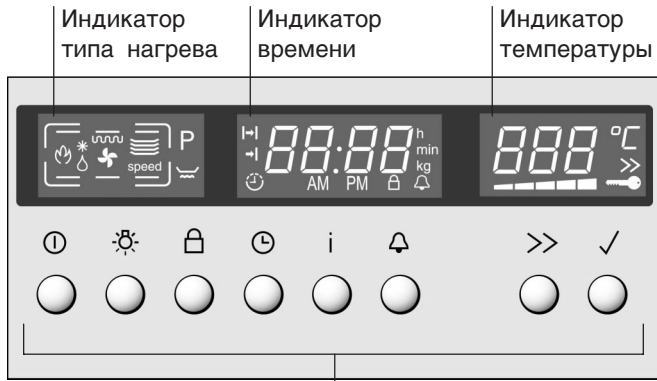 Индикатор
типа нагрева
Индикатор
времени
Индикатор
температуры
P
speed
88:88
h
min
kg
AM PM
888 °C
>>
i
>>